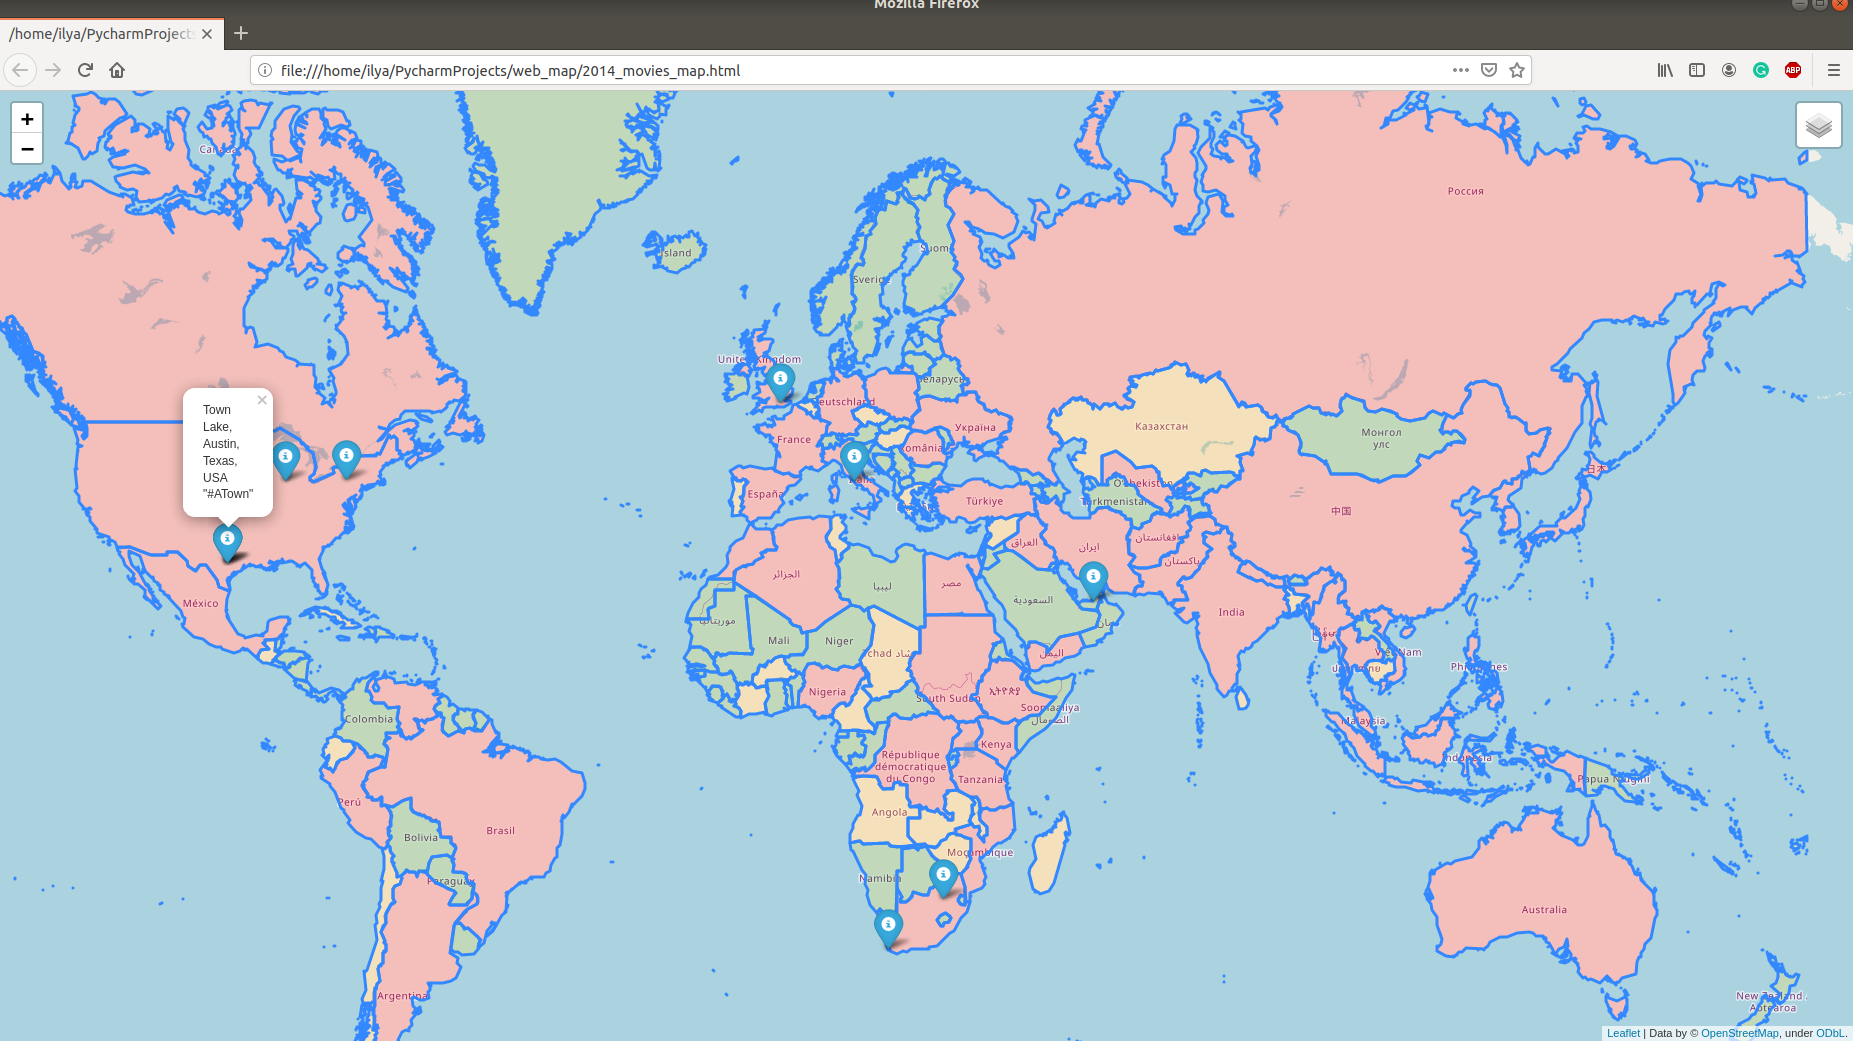 Mozilla Firefox
/home/ilya/PycharmProjects
file:///home/ilya/PycharmProjects/web_map/2014_movies_map.html
ABP
+
−
Canada
Россия
Island
Suomi
Sverige
United Kingdom
Беларусь
Deutschland
Україна
Казахстан
Монгол
улс
France
România
Italia
España
Türkiye
O'zbekiston
Türkmenistan
日本
中国
Town
Lake,
Austin,
Texas,
USA
"#ATown"
México
العراق
ایران
افغانستان
پاکستان
الجزائر
ليبيا
مصر
السعودية
India
موريتانيا
Mali
Niger
Tchad تشاد
اليمن
Việt Nam
Philippines
Nigeria
South Sudan
ኢትዮጵያ
Soomaaliya
الصومال
Colombia
Malaysia
Kenya
République
démocratique
du Congo
Indonesia
Tanzania
Papua Niugini
Perú
Angola
Brasil
Bolivia
Moçambique
Namibia
Paraguay
Australia
Argentina
New Zealand /
Aotearoa
Leaflet | Data by © OpenStreetMap, under ODbL.